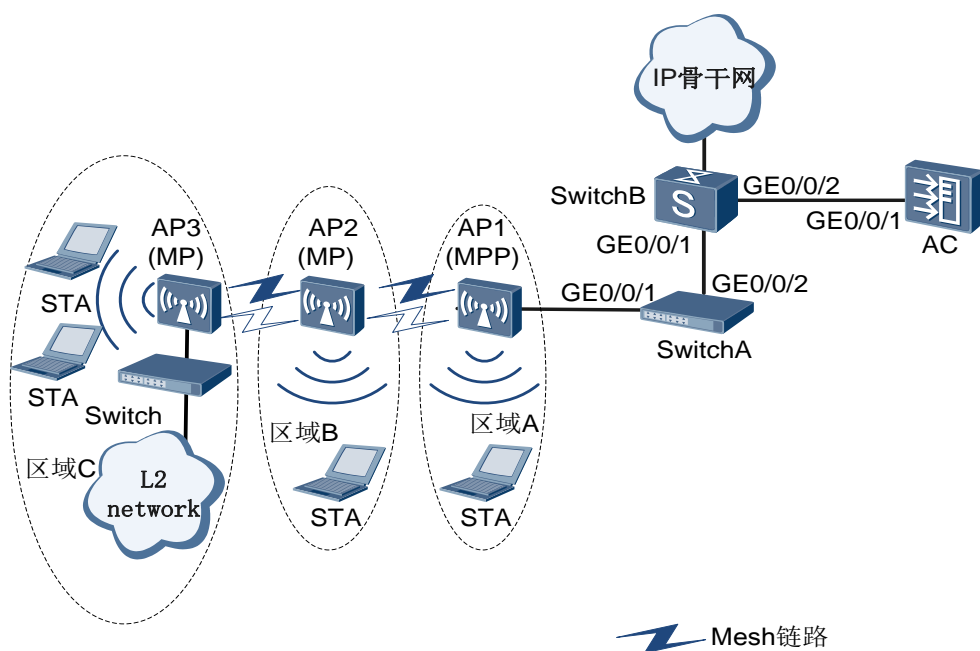 IP骨干网
SwitchB
GE0/0/2
GE0/0/1
AC
GE0/0/1
AP3
(MP)
AP2
(MP)
AP1
(MPP)
GE0/0/1
GE0/0/2
SwitchA
STA
STA
Switch
区域C
L2
network
区域B
STA
区域A
STA
Mesh链路